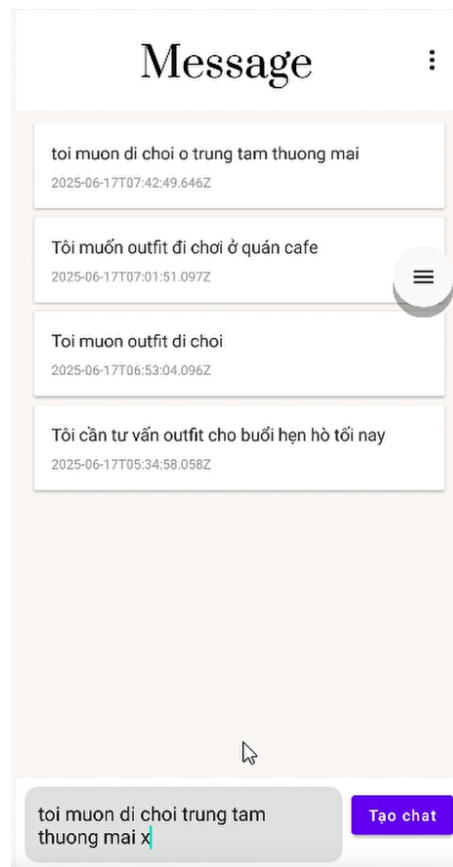 Message
toi muon di choi o trung tam thuong mai
2025-06-17T07:42:49.646Z
Tôi muốn outfit đi chơi ở quán cafe
2025-06-17T07:01:51.097Z
Toi muon outfit di choi
2025-06-17T06:53:04.096Z
Tôi cần tư vấn outfit cho buổi hẹn hò tối nay
2025-06-17T05:34:58.058Z
toi muon di choi trung tam
thuong mai x
Tạo chat